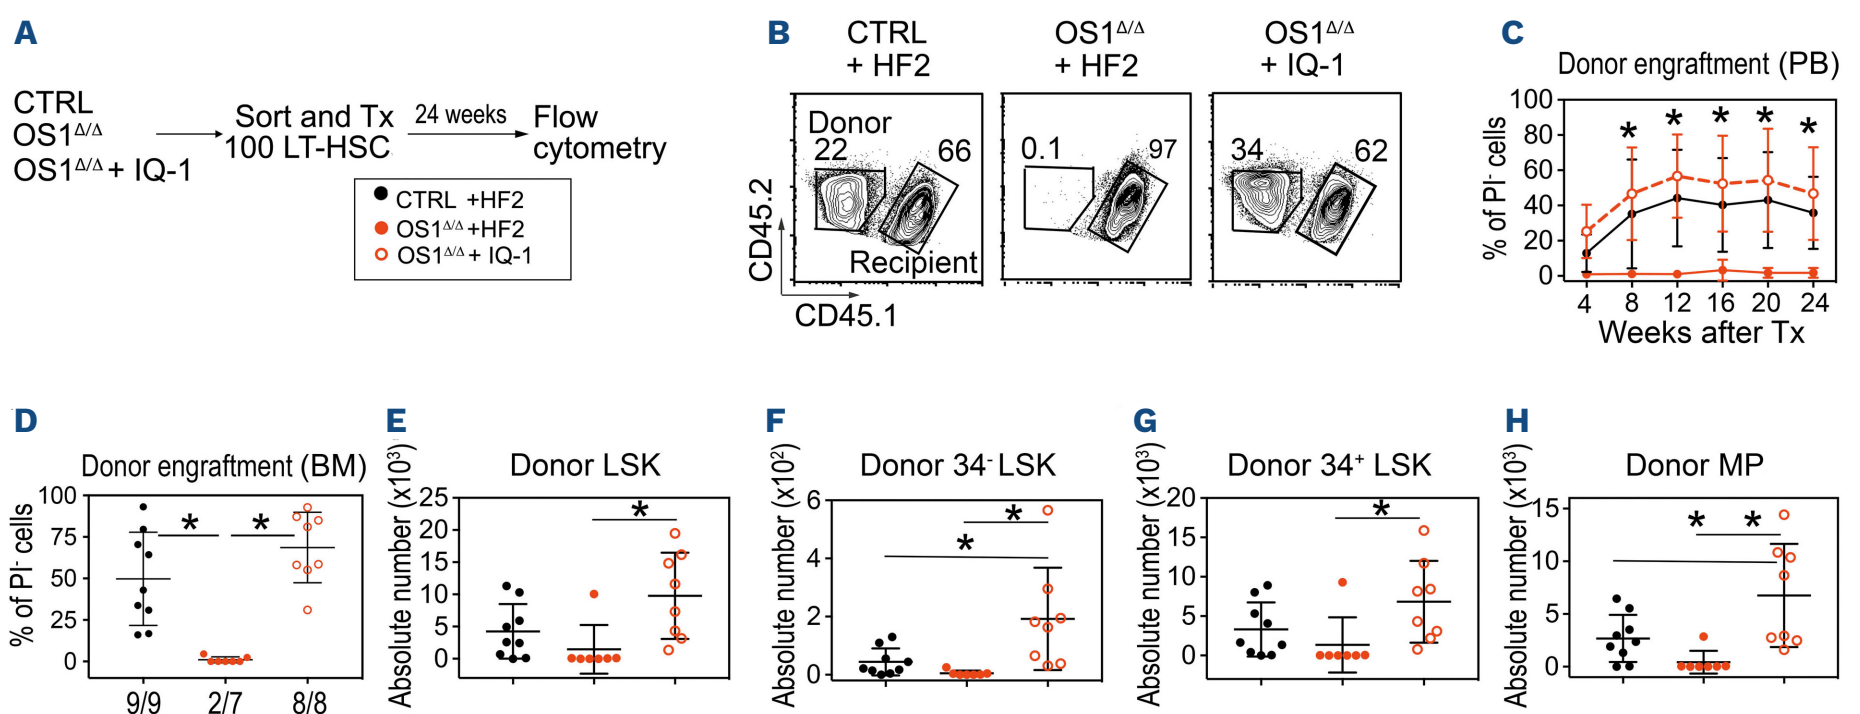 A
CTRL
OS1Δ/Δ
OS1Δ/Δ + IQ-1
Sort and Tx
100 LT-HSC
24 weeks
Flow
cytometry
CTRL +HF2
OS1Δ/Δ +HF2
OS1Δ/Δ + IQ-1
B
CTRL
+ HF2
OS1Δ/Δ
+ HF2
OS1Δ/Δ
+ IQ-1
Donor
22
66
0.1
97
34
62
Recipient
CD45.2
CD45.1
C
Donor engraftment (PB)
% of PI- cells
100
80
60
40
20
0
* * * * *
4 8 12 16 20 24
Weeks after Tx
D
Donor engraftment (BM)
% of PI- cells
100
75
50
25
0
* *
9/9 2/7 8/8
E
Donor LSK
Absolute number (x10³)
25
20
15
10
5
0
*
F
Donor 34- LSK
Absolute number (x10²)
6
4
2
0
*
*
G
Donor 34+ LSK
Absolute number (x10³)
20
15
10
5
0
*
H
Donor MP
Absolute number (x10³)
15
10
5
0
* *